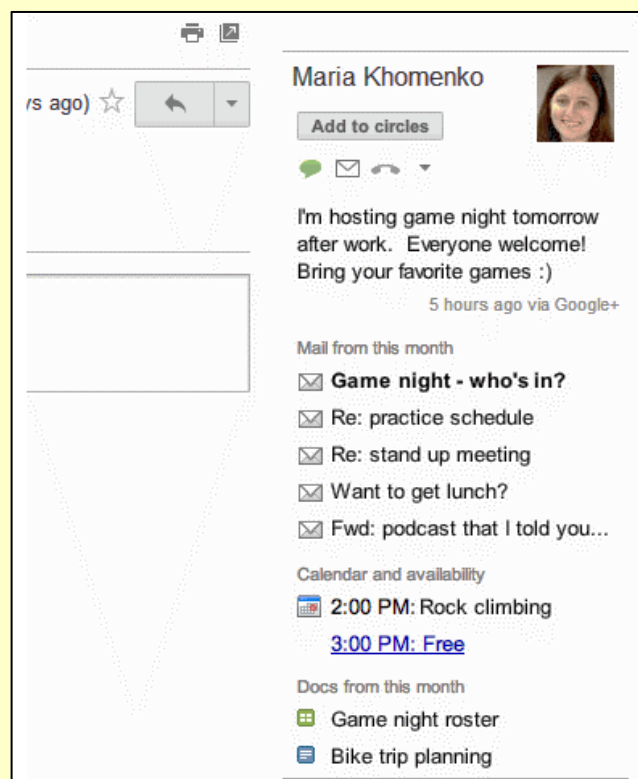 Maria Khomenko
ys ago)
Add to circles
I'm hosting game night tomorrow
after work. Everyone welcome!
Bring your favorite games :)
5 hours ago via Google+
Mail from this month
Game night - who's in?
Re: practice schedule
Re: stand up meeting
Want to get lunch?
Fwd: podcast that I told you...
Calendar and availability
2:00 PM: Rock climbing
3:00 PM: Free
Docs from this month
Game night roster
Bike trip planning